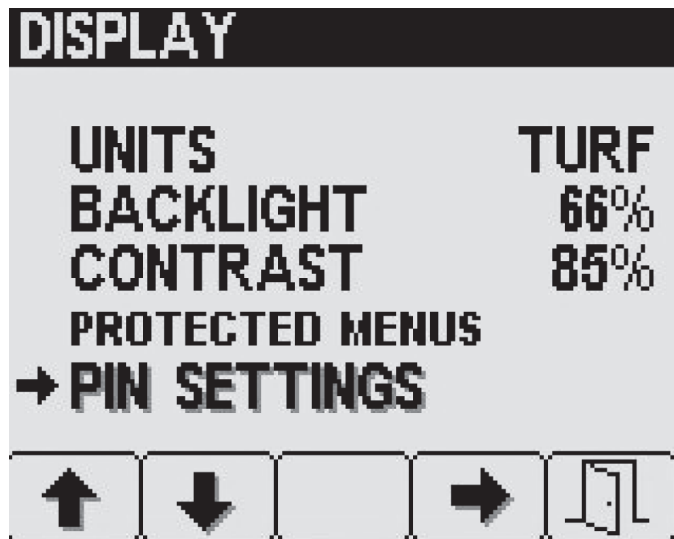 DISPLAY
UNITS TURF
BACKLIGHT 66%
CONTRAST 85%
PROTECTED MENUS
PIN SETTINGS